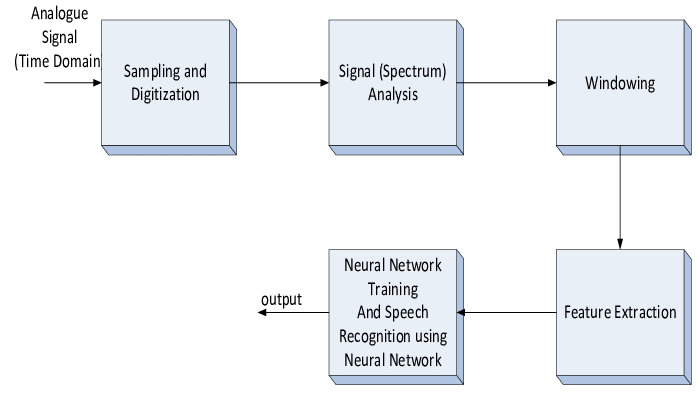 Analogue
Signal
(Time Domain)
Sampling and
Digitization
Signal (Spectrum)
Analysis
Windowing
Feature Extraction
Neural Network
Training
And Speech
Recognition using
Neural Network
output